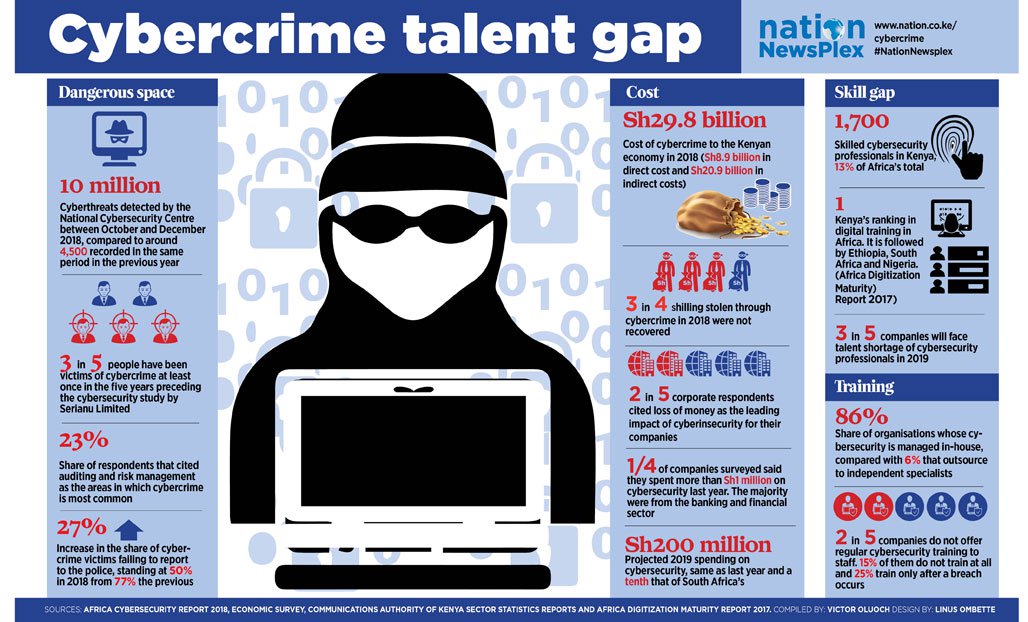 Cybercrime talent gap
nation
NewsPlex
www.nation.co.ke/
cybercrime
#NationNewsplex
Dangerous space
10 million
Cyberthreats detected by the
National Cybersecurity Centre
between October and December
2018, compared to around
4,500 recorded in the same
period in the previous year
3 in 5 people have been
victims of cybercrime at least
once in the five years preceding
the cybersecurity study by
Serianu Limited
23%
Share of respondents that cited
auditing and risk management
as the areas in which cybercrime
is most common
27%
Increase in the share of cyber-
crime victims failing to report
to the police, standing at 50%
in 2018 from 77% the previous
Cost
Sh29.8 billion
Cost of cybercrime to the Kenyan
economy in 2018 (Sh8.9 billion in
direct cost and Sh20.9 billion in
indirect costs)
Sh Sh Sh Sh
3 in 4 shilling stolen through
cybercrime in 2018 were not
recovered
2 in 5 corporate respondents
cited loss of money as the leading
impact of cyberinsecurity for their
companies
1/4 of companies surveyed said
they spent more than Sh1 million on
cybersecurity last year. The majority
were from the banking and financial
sector
Sh200 million
Projected 2019 spending on
cybersecurity, same as last year and a
tenth that of South Africa's
Skill gap
1,700
Skilled cybersecurity
professionals in Kenya,
13% of Africa's total
1
Kenya's ranking in
digital training in
Africa. It is followed
by Ethiopia, South
Africa and Nigeria.
(Africa Digitization
Maturity)
Report 2017)
3 in 5 companies will face
talent shortage of cybersecurity
professionals in 2019
Training
86%
Share of organisations whose cy-
bersecurity is managed in-house,
compared with 6% that outsource
to independent specialists
2 in 5 companies do not offer
regular cybersecurity training to
staff. 15% of them do not train at all
and 25% train only after a breach
occurs
SOURCES: AFRICA CYBERSECURITY REPORT 2018, ECONOMIC SURVEY, COMMUNICATIONS AUTHORITY OF KENYA SECTOR STATISTICS REPORTS AND AFRICA DIGITIZATION MATURITY REPORT 2017. COMPILED BY: VICTOR OLUOCH DESIGN BY: LINUS OMBETTE